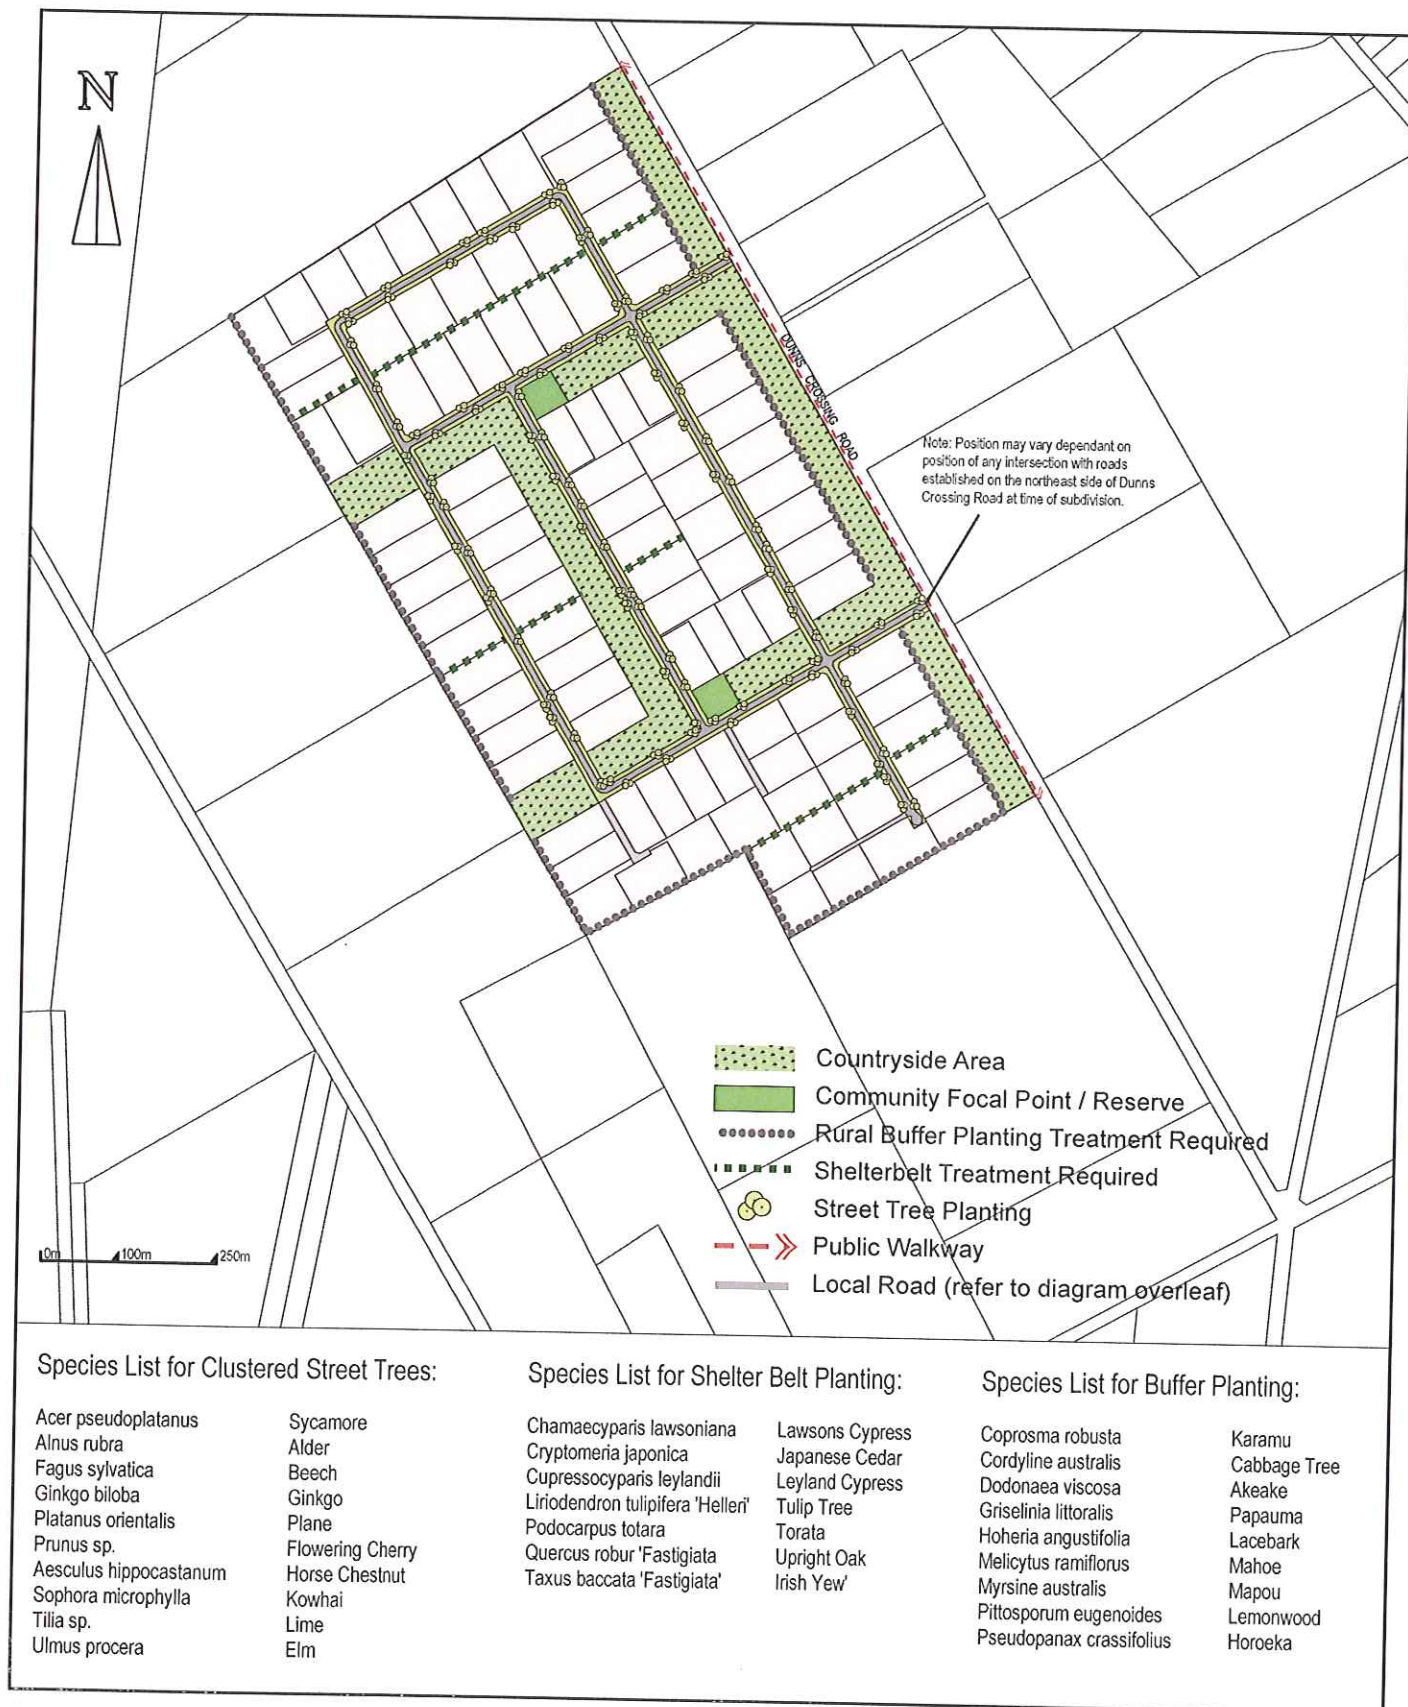 N
DUNNS CROSSING ROAD
Note: Position may vary dependant on
position of any intersection with roads
established on the northeast side of Dunns
Crossing Road at time of subdivision.
Countryside Area
Community Focal Point / Reserve
Rural Buffer Planting Treatment Required
Shelterbelt Treatment Required
Street Tree Planting
Public Walkway
Local Road (refer to diagram overleaf)
0m 100m 250m
Species List for Clustered Street Trees:
Acer pseudoplatanus Sycamore
Alnus rubra Alder
Fagus sylvatica Beech
Ginkgo biloba Ginkgo
Platanus orientalis Plane
Prunus sp. Flowering Cherry
Aesculus hippocastanum Horse Chestnut
Sophora microphylla Kowhai
Tilia sp. Lime
Ulmus procera Elm
Species List for Shelter Belt Planting:
Chamaecyparis lawsoniana Lawsons Cypress
Cryptomeria japonica Japanese Cedar
Cupressocyparis leylandii Leyland Cypress
Liriodendron tulipifera 'Helleri' Tulip Tree
Podocarpus totara Torata
Quercus robur 'Fastigiata Upright Oak
Taxus baccata 'Fastigiata' Irish Yew'
Species List for Buffer Planting:
Coprosma robusta Karamu
Cordyline australis Cabbage Tree
Dodonaea viscosa Akeake
Griselinia littoralis Papauma
Hoheria angustifolia Lacebark
Melicytus ramiflorus Mahoe
Myrsine australis Mapou
Pittosporum eugenoides Lemonwood
Pseudopanax crassifolius Horoeka